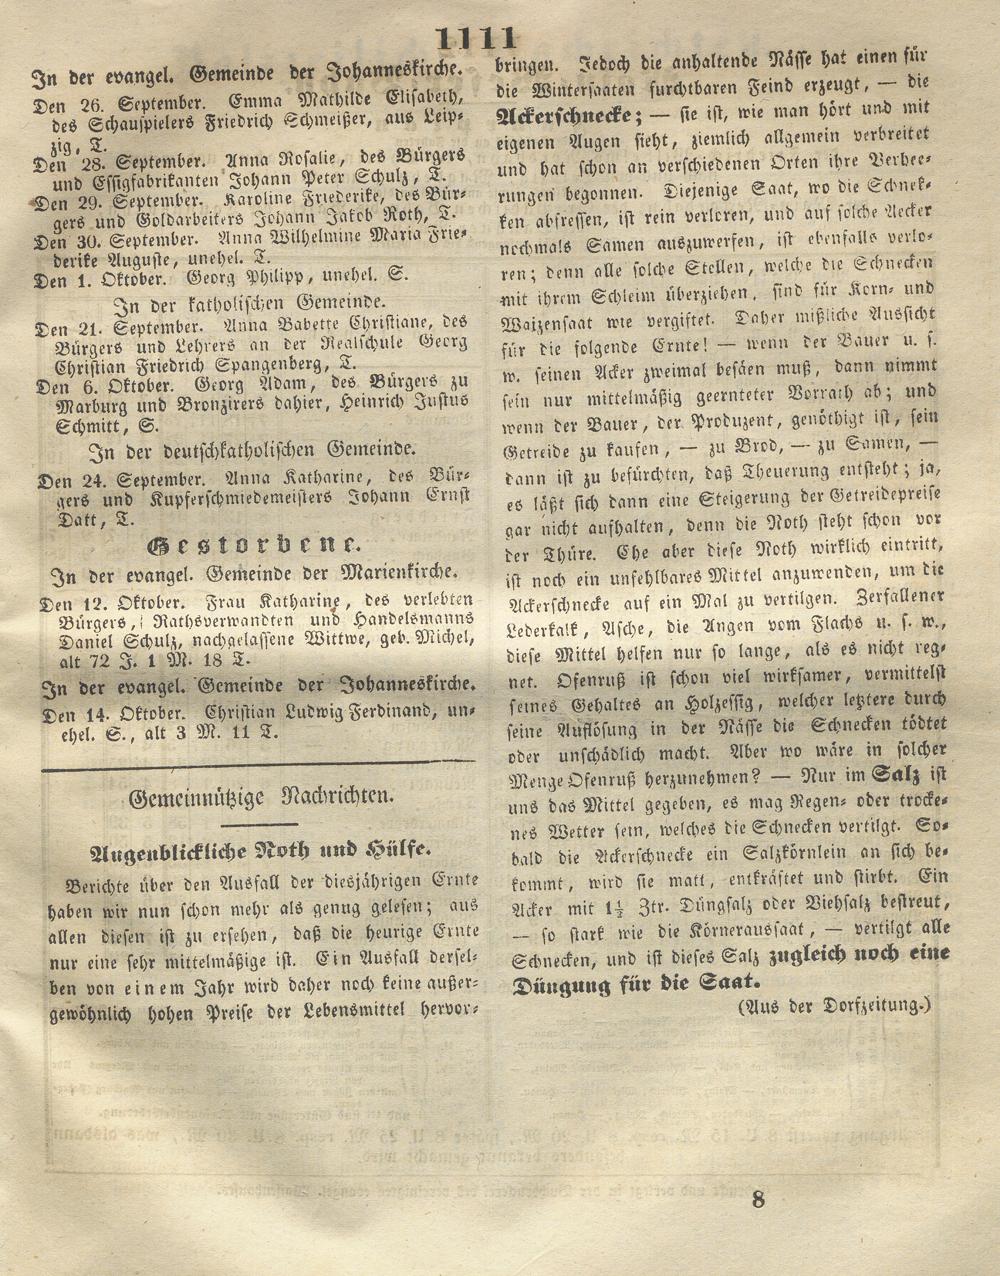 1111
In der evangel. Gemeinde der Johanneskirche.
Den 26. September. Emma Mathilde Elisabeth,
des Schauspielers Friedrich Schmeißer, aus Leip-
zig, T.
Den 28. September. Anna Rosalie, des Bürgers
und Essigfabrikanten Johann Peter Schulz, T.
Den 29. September. Karoline Friederike, des Bür-
gers und Goldarbeiters Johann Jakob Roth, T.
Den 30. September. Anna Wilhelmine Maria Frie-
derike Auguste, unehel. T.
Den 1. Oktober. Georg Philipp, unehel. S.
In der katholischen Gemeinde.
Den 21. September. Anna Babette Christiane, des
Bürgers und Lehrers an der Realschule Georg
Christian Friedrich Spangenberg, T.
Den 6. Oktober. Georg Adam, des Bürgers zu
Marburg und Bronzirers dahier, Heinrich Justus
Schmitt, S.
In der deutschkatholischen Gemeinde.
Den 24. September. Anna Katharine, des Bür-
gers und Kupferschmiedemeisters Johann Ernst
Datt, T.
Gestorbene.
In der evangel. Gemeinde der Marienkirche.
Den 12. Oktober. Frau Katharine, des verlebten
Bürgers, Rathsverwandten und Handelsmanns
Daniel Schulz, nachgelassene Wittwe, geb. Michel,
alt 72 J. 1 M. 18 T.
In der evangel. Gemeinde der Johanneskirche.
Den 14. Oktober. Christian Ludwig Ferdinand, un-
ehel. S., alt 3 M. 11 T.
Gemeinnützige Nachrichten.
Augenblickliche Noth und Hülfe.
Berichte über den Ausfall der diesjährigen Ernte
haben wir nun schon mehr als genug gelesen; aus
allen diesen ist zu ersehen, daß die heurige Ernte
nur eine sehr mittelmäßige ist. Ein Ausfall dersel-
ben von einem Jahr wird daher noch keine außer-
gewöhnlich hohen Preise der Lebensmittel hervor-
bringen. Jedoch die anhaltende Nässe hat einen für
die Wintersaaten furchtbaren Feind erzeugt, — die
Ackerschnecke; — sie ist, wie man hört und mit
eigenen Augen sieht, ziemlich allgemein verbreitet
und hat schon an verschiedenen Orten ihre Verhee-
rungen begonnen. Diejenige Saat, wo die Schnek-
ken abfressen, ist rein verloren, und auf solche Aecker
nochmals Samen auszuwerfen, ist ebenfalls verlo-
ren; denn alle solche Stellen, welche die Schnecken
mit ihrem Schleim überziehen, sind für Korn- und
Waizensaat wie vergiftet. Daher mißliche Aussicht
für die folgende Ernte! — wenn der Bauer u. s.
w. seinen Acker zweimal besäen muß, dann nimmt
sein nur mittelmäßig geernteter Vorrath ab; und
wenn der Bauer, der Produzent, genöthigt ist, sein
Getreide zu kaufen, — zu Brod, — zu Samen, —
dann ist zu befürchten, daß Theuerung entsteht; ja,
es läßt sich dann eine Steigerung der Getreidepreise
gar nicht aufhalten, denn die Noth steht schon vor
der Thüre. Ehe aber diese Noth wirklich eintritt,
ist noch ein unfehlbares Mittel anzuwenden, um die
Ackerschnecke auf ein Mal zu vertilgen. Zerfallener
Lederkalk, Asche, die Angen vom Flachs u. s. w.,
diese Mittel helfen nur so lange, als es nicht reg-
net. Ofenruß ist schon viel wirksamer, vermittelst
seines Gehaltes an Holzessig, welcher letztere durch
seine Auflösung in der Nässe die Schnecken tödtet
oder unschädlich macht. Aber wo wäre in solcher
Menge Ofenruß herzunehmen? — Nur im Salz ist
uns das Mittel gegeben, es mag Regen- oder trocke-
nes Wetter sein, welches die Schnecken vertilgt. So-
bald die Ackerschnecke ein Salzkörnlein an sich be-
kommt, wird sie matt, entkräftet und stirbt. Ein
Acker mit 1½ Ztr. Düngsalz oder Viehsalz bestreut,
— so stark wie die Körneraussaat, — vertilgt alle
Schnecken, und ist dieses Salz zugleich noch eine
Düngung für die Saat.
(Aus der Dorfzeitung.)
8